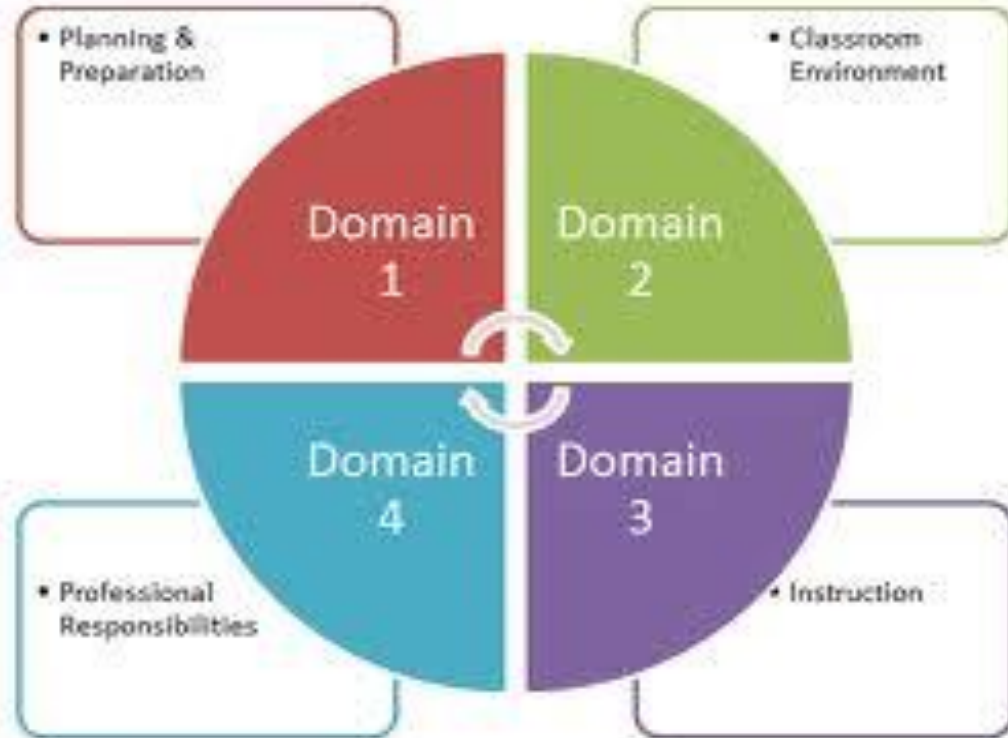 • Planning &
Preparation
• Classroom
Environment
Domain
1
Domain
2
Domain
4
Domain
3
• Professional
Responsibilities
• Instruction